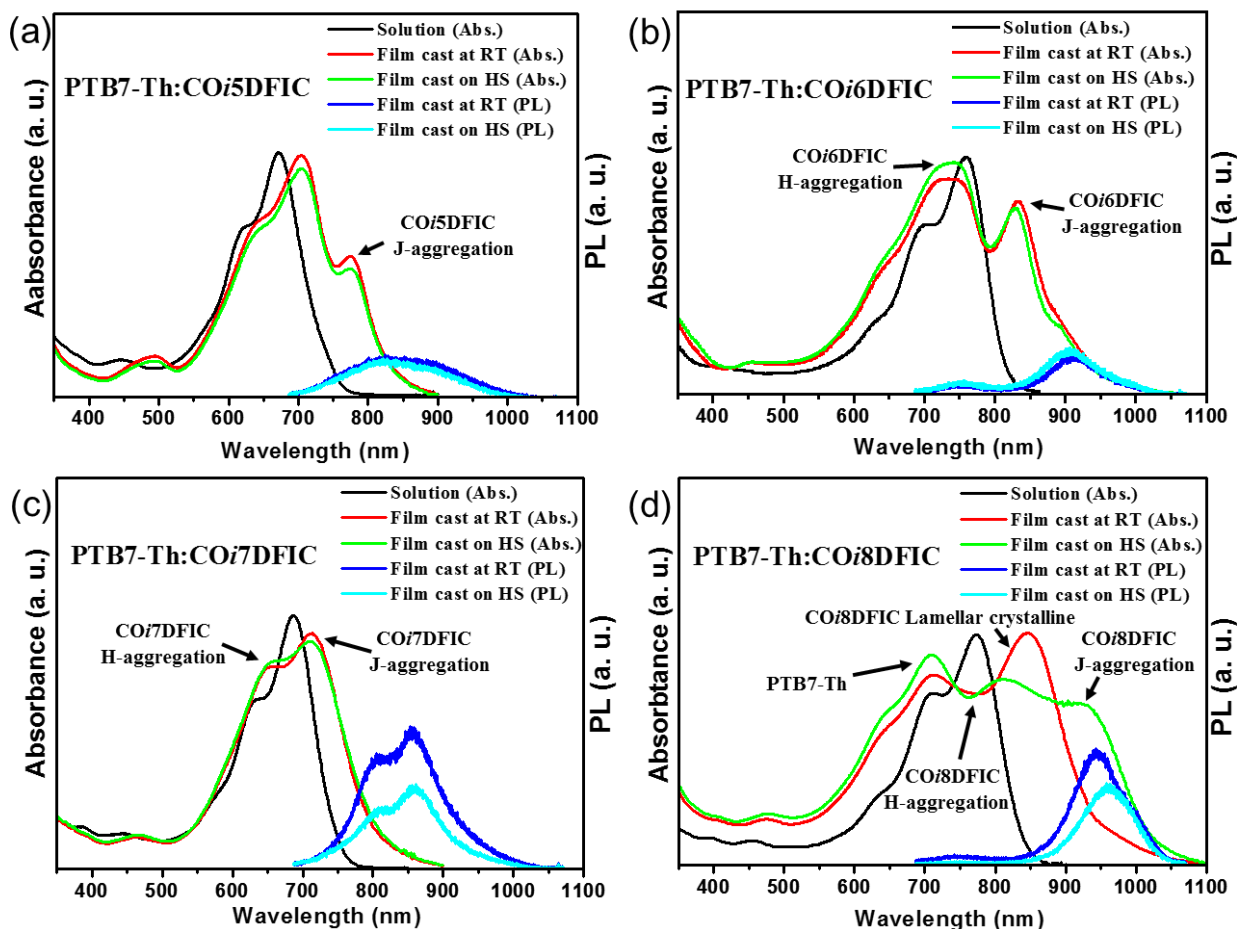 (a)
Solution (Abs.)
Film cast at RT (Abs.)
Film cast on HS (Abs.)
Film cast at RT (PL)
Film cast on HS (PL)
PTB7-Th:COi5DFIC
COi5DFIC
J-aggregation
Aabsorbance (a. u.)
PL (a. u.)
400 500 600 700 800 900 1000 1100
Wavelength (nm)
(b)
Solution (Abs.)
Film cast at RT (Abs.)
Film cast on HS (Abs.)
Film cast at RT (PL)
Film cast on HS (PL)
PTB7-Th:COi6DFIC
COi6DFIC
H-aggregation
COi6DFIC
J-aggregation
Absorbance (a. u.)
PL (a. u.)
400 500 600 700 800 900 1000 1100
Wavelength (nm)
(c)
Solution (Abs.)
Film cast at RT (Abs.)
Film cast on HS (Abs.)
Film cast at RT (PL)
Film cast on HS (PL)
PTB7-Th:COi7DFIC
COi7DFIC
H-aggregation
COi7DFIC
J-aggregation
Absorbance (a. u.)
PL (a. u.)
400 500 600 700 800 900 1000 1100
Wavelength (nm)
(d)
Solution (Abs.)
Film cast at RT (Abs.)
Film cast on HS (Abs.)
Film cast at RT (PL)
Film cast on HS (PL)
PTB7-Th:COi8DFIC
COi8DFIC Lamellar crystalline
COi8DFIC
J-aggregation
PTB7-Th
COi8DFIC
H-aggregation
Absobtance (a. u.)
PL (a. u.)
400 500 600 700 800 900 1000 1100
Wavelength (nm)